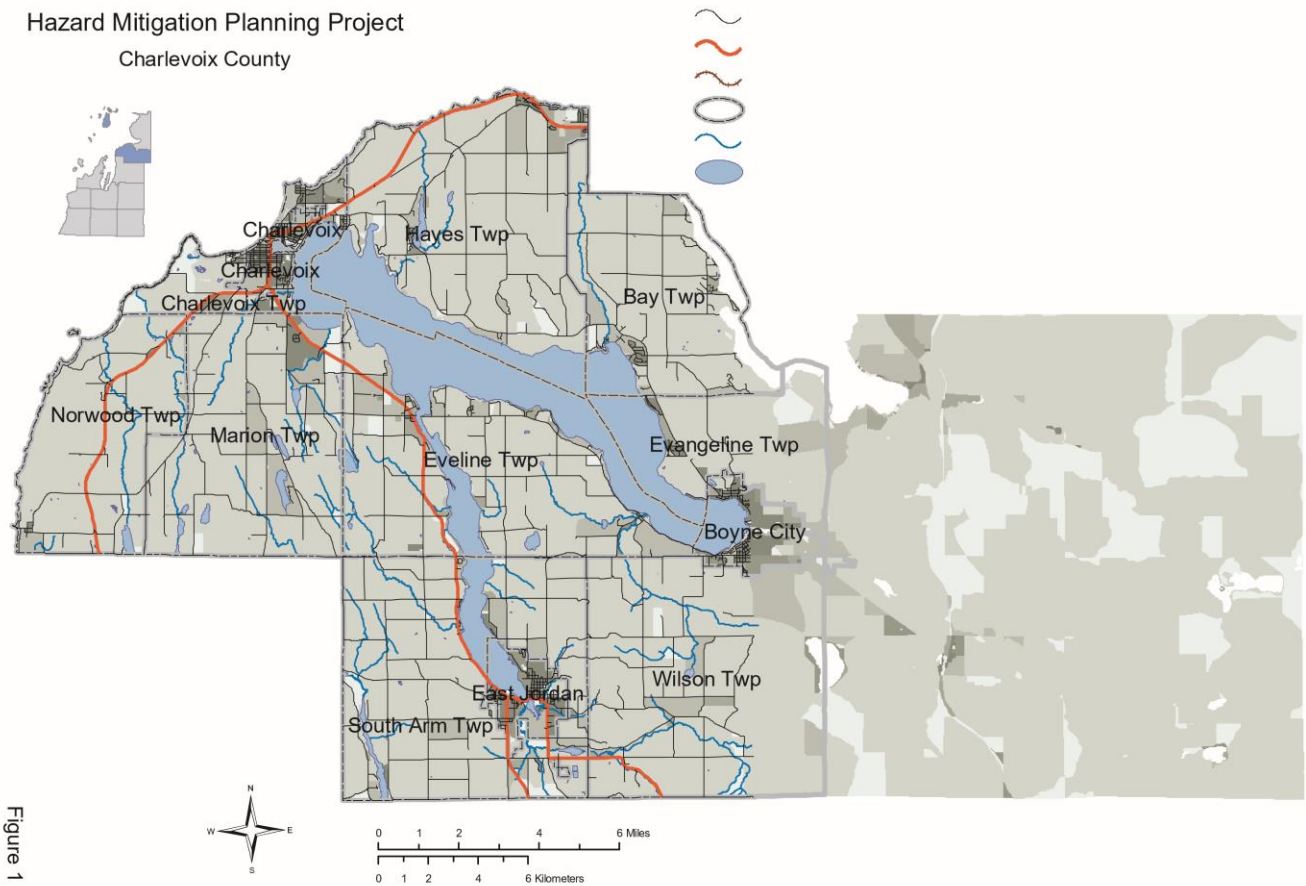 Hazard Mitigation Planning Project
Charlevoix County
Charlevoix
Hayes Twp
Charlevoix
Bay Twp
Charlevoix Twp
Norwood Twp
Marion Twp
Evangeline Twp
Eveline Twp
Boyne City
Wilson Twp
East Jordan
South Arm Twp
N
W E
S
0 1 2 4 6 Miles
0 1 2 4 6 Kilometers
Figure 1